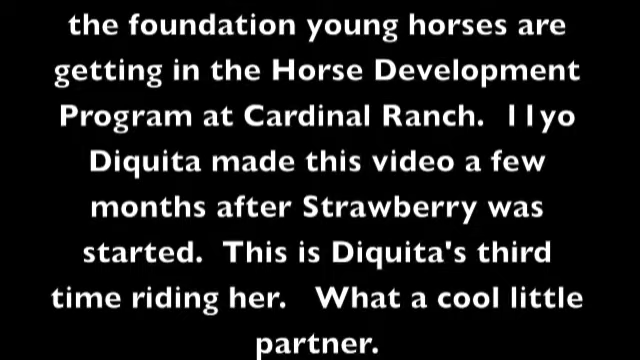 the foundation young horses are
getting in the Horse Development
Program at Cardinal Ranch.  11yo
Diquita made this video a few
months after Strawberry was
started.  This is Diquita's third
time riding her.   What a cool little
partner.